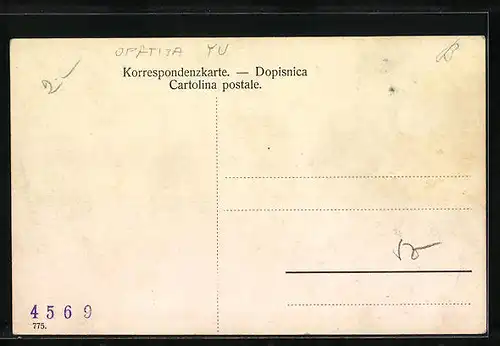 OPATIJA YU
Korrespondenzkarte. — Dopisnica
Cartolina postale.
4569
775.